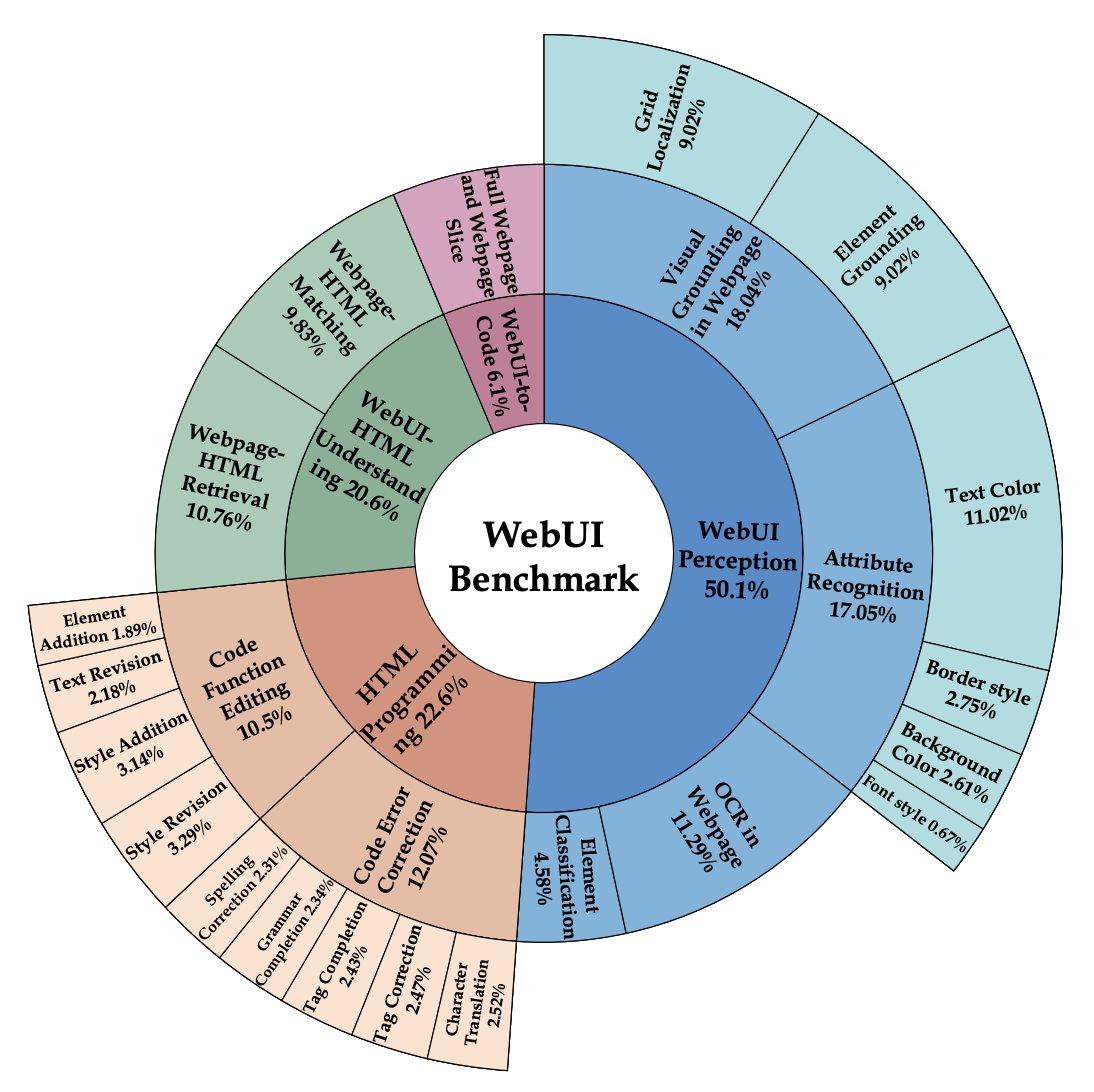 WebUI
Benchmark
WebUI
Perception
50.1%
Visual
Grounding
in Webpage
18.04%
Grid
Localization
9.02%
Element
Grounding
9.02%
Attribute
Recognition
17.05%
Text Color
11.02%
Border style
2.75%
Background
Color 2.61%
Font style 0.67%
OCR in
Webpage
11.29%
Element
Classification
4.58%
HTML
Programmi
ng 22.6%
Code Error
Correction
12.07%
Character
Translation
2.52%
Tag Correction
2.47%
Tag Completion
2.43%
Grammar
Completion 2.34%
Spelling
Correction 2.31%
Code
Function
Editing
10.5%
Style Revision
3.29%
Style Addition
3.14%
Text Revision
2.18%
Element
Addition 1.89%
WebUI-
HTML
Understand
ing 20.6%
Webpage-
HTML
Retrieval
10.76%
Webpage-
HTML
Matching
9.83%
WebUI-to-
Code 6.1%
Full Webpage
and Webpage
Slice